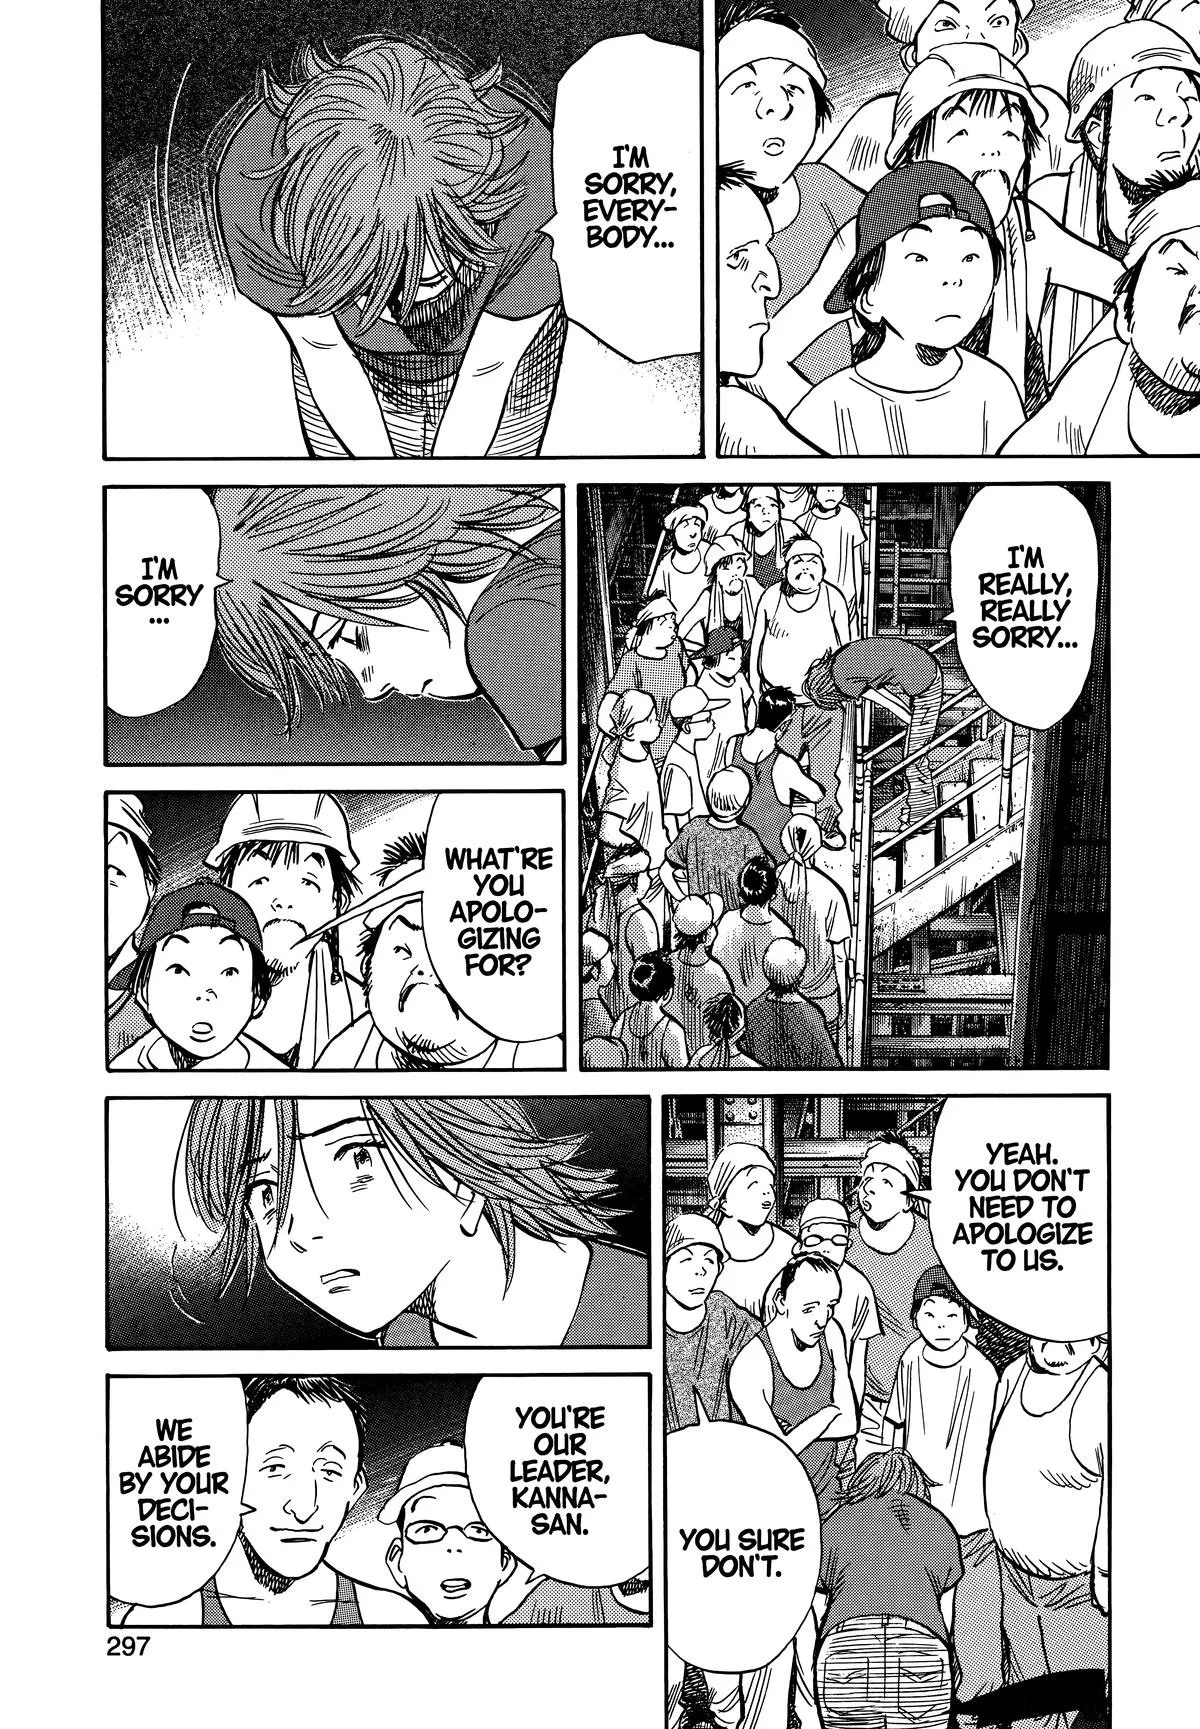 I'M
SORRY,
EVERY-
BODY...
I'M
REALLY,
REALLY
SORRY...
I'M
SORRY
...
WHAT'RE
YOU
APOLO-
GIZING
FOR?
YEAH.
YOU DON'T
NEED TO
APOLOGIZE
TO US.
YOU SURE
DON'T.
YOU'RE
OUR
LEADER,
KANNA-
SAN.
WE
ABIDE
BY YOUR
DECI-
SIONS.
297